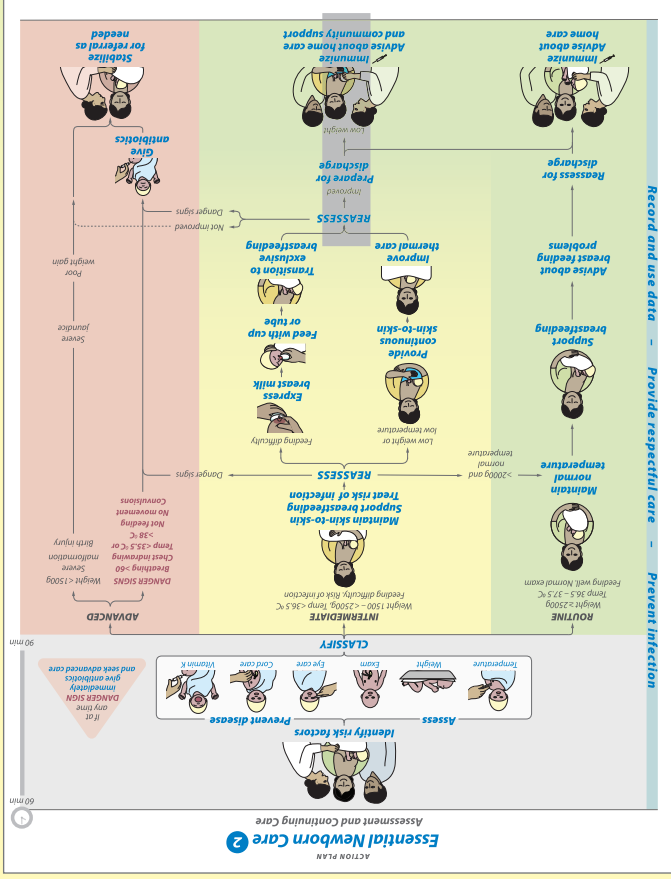 ACTION PLAN
Essential Newborn Care 2
Assessment and Continuing Care
60 min
Identify risk factors
Assess
Prevent disease
Temperature
Weight
Exam
Eye care
Cord care
Vitamin K
If at
any time
DANGER SIGN
immediately
give antibiotics
and seek advanced care
90 min
CLASSIFY
ROUTINE
Weight ≥2500g
Temp 36.5 – 37.5 ºC
Feeding well. Normal exam
Maintain
normal
temperature
Support
breastfeeding
Advise about
breast feeding
problems
Reassess for
discharge
Immunize
Advise about
home care
INTERMEDIATE
Weight 1500 – <2500g, Temp <36.5 ºC
Feeding difficulty. Risk of infection
Maintain skin-to-skin
Support breastfeeding
Treat risk of infection
REASSESS
>2000g and
normal
temperature
Danger signs
Low weight or
low temperature
Provide
continuous
skin-to-skin
Improve
thermal care
Feeding difficulty
Express
breast milk
Feed with cup
or tube
Transition to
exclusive
breastfeeding
REASSESS
Not improved
Danger signs
Improved
Prepare for
discharge
Low weight
Immunize
Advise about home care
and community support
ADVANCED
DANGER SIGNS
Breathing >60
Chest indrawing
Temp <35.5 ºC or
>38 ºC
Not feeding
No movement
Convulsions
Weight <1500g
Severe
malformation
Birth injury
Severe
jaundice
Poor
weight gain
Give
antibiotics
Stabilize
for referral as
needed
Prevent infection – Provide respectful care – Record and use data